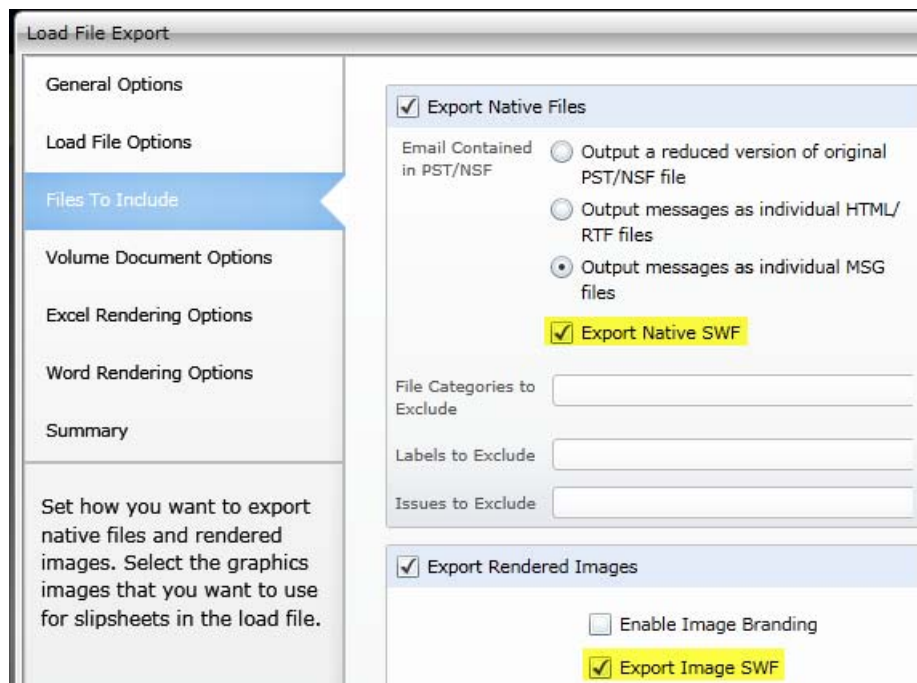 Load File Export
General Options
Load File Options
Files To Include
Volume Document Options
Excel Rendering Options
Word Rendering Options
Summary
Set how you want to export
native files and rendered
images. Select the graphics
images that you want to use
for slipsheets in the load file.
Export Native Files
Email Contained
in PST/NSF
Output a reduced version of original
PST/NSF file
Output messages as individual HTML/
RTF files
Output messages as individual MSG
files
Export Native SWF
File Categories to
Exclude
Labels to Exclude
Issues to Exclude
Export Rendered Images
Enable Image Branding
Export Image SWF